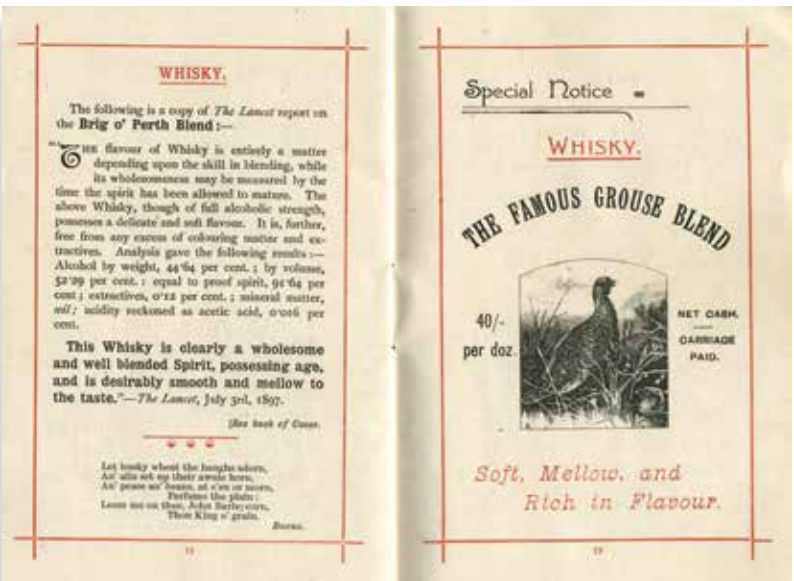 WHISKY.
The following is a copy of The Lancet report on
the Brig o' Perth Blend:—
"THE flavour of Whisky is entirely a matter
depending upon the skill in blending, while
its wholesomeness may be measured by the
time the spirit has been allowed to mature. The
above Whisky, though of full alcoholic strength,
possesses a delicate and soft flavour. It is, further,
free from any excess of colouring matter and ex-
tractives. Analysis gave the following results:—
Alcohol by weight, 44·64 per cent.; by volume,
52·29 per cent.: equal to proof spirit, 91·64 per
cent; extractives, 0·12 per cent.; mineral matter,
nil; acidity reckoned as acetic acid, 0·016 per
cent.
This Whisky is clearly a wholesome
and well blended Spirit, possessing age,
and is desirably smooth and mellow to
the taste."—The Lancet, July 3rd, 1897.
[See back of Cover.
Let husky wheat the haughs adorn,
An' aits set up their awnie horn,
An' pease an' beans, at e'en or morn,
Perfume the plain:
Leeze me on thee, John Barleycorn,
Thou King o' grain.
Burns.
Special Notice
WHISKY.
THE FAMOUS GROUSE BLEND
40/-
per doz.
NET CASH.
CARRIAGE
PAID.
Soft, Mellow, and
Rich in Flavour.